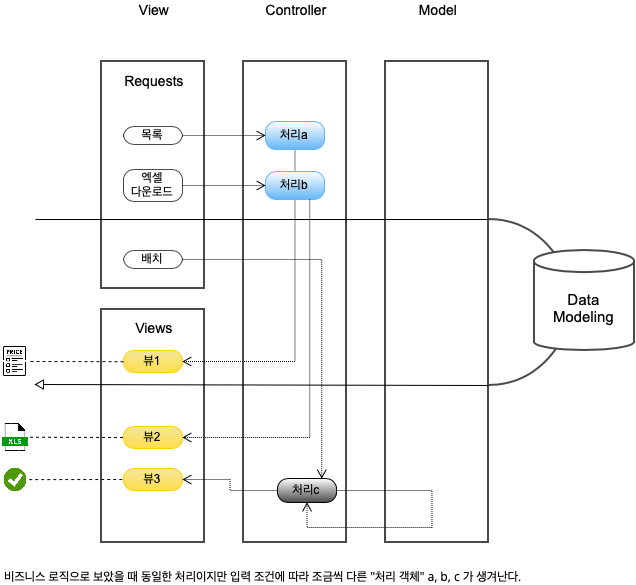 View
Controller
Model
Requests
목록
처리a
엑셀
다운로드
처리b
배치
Data
Modeling
Views
PRICE
뷰1
뷰2
XLS
뷰3
처리c
비즈니스 로직으로 보았을 때 동일한 처리이지만 입력 조건에 따라 조금씩 다른 "처리 객체" a, b, c 가 생겨난다.